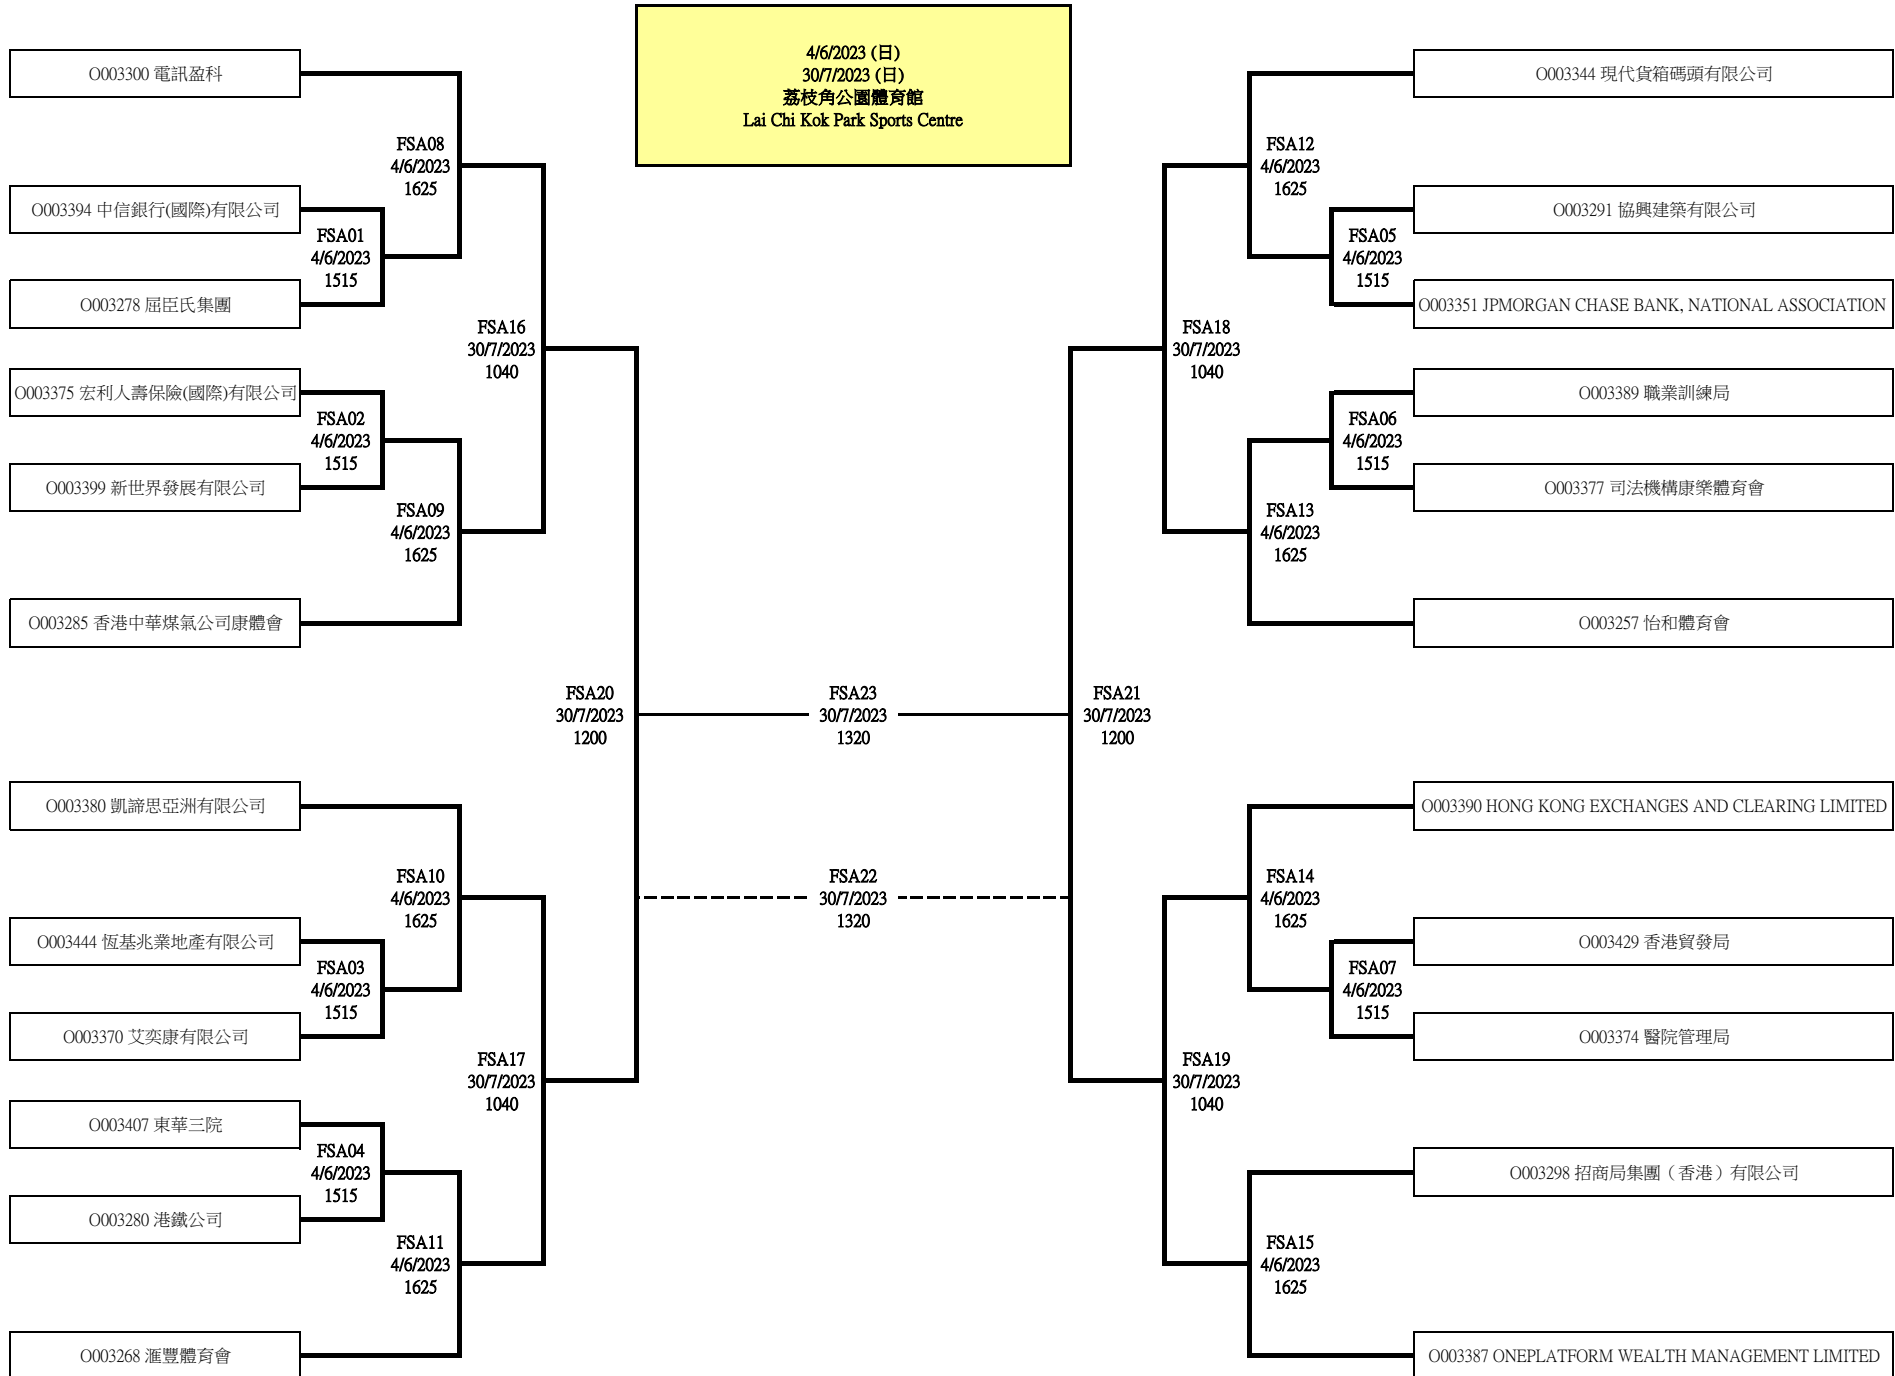 4/6/2023 (日)
30/7/2023 (日)
荔枝角公園體育館
Lai Chi Kok Park Sports Centre
O003300 電訊盈科
FSA08
4/6/2023
1625
O003394 中信銀行(國際)有限公司
FSA01
4/6/2023
1515
O003278 屈臣氏集團
FSA16
30/7/2023
1040
O003375 宏利人壽保險(國際)有限公司
FSA02
4/6/2023
1515
O003399 新世界發展有限公司
FSA09
4/6/2023
1625
O003285 香港中華煤氣公司康體會
FSA20
30/7/2023
1200
O003380 凱諦思亞洲有限公司
FSA10
4/6/2023
1625
O003444 恆基兆業地產有限公司
FSA03
4/6/2023
1515
O003370 艾奕康有限公司
FSA17
30/7/2023
1040
O003407 東華三院
FSA04
4/6/2023
1515
O003280 港鐵公司
FSA11
4/6/2023
1625
O003268 滙豐體育會
FSA23
30/7/2023
1320
FSA22
30/7/2023
1320
O003344 現代貨箱碼頭有限公司
FSA12
4/6/2023
1625
O003291 協興建築有限公司
FSA05
4/6/2023
1515
O003351 JPMORGAN CHASE BANK, NATIONAL ASSOCIATION
FSA18
30/7/2023
1040
O003389 職業訓練局
FSA06
4/6/2023
1515
O003377 司法機構康樂體育會
FSA13
4/6/2023
1625
O003257 怡和體育會
FSA21
30/7/2023
1200
O003390 HONG KONG EXCHANGES AND CLEARING LIMITED
FSA14
4/6/2023
1625
O003429 香港貿發局
FSA07
4/6/2023
1515
O003374 醫院管理局
FSA19
30/7/2023
1040
O003298 招商局集團（香港）有限公司
FSA15
4/6/2023
1625
O003387 ONEPLATFORM WEALTH MANAGEMENT LIMITED